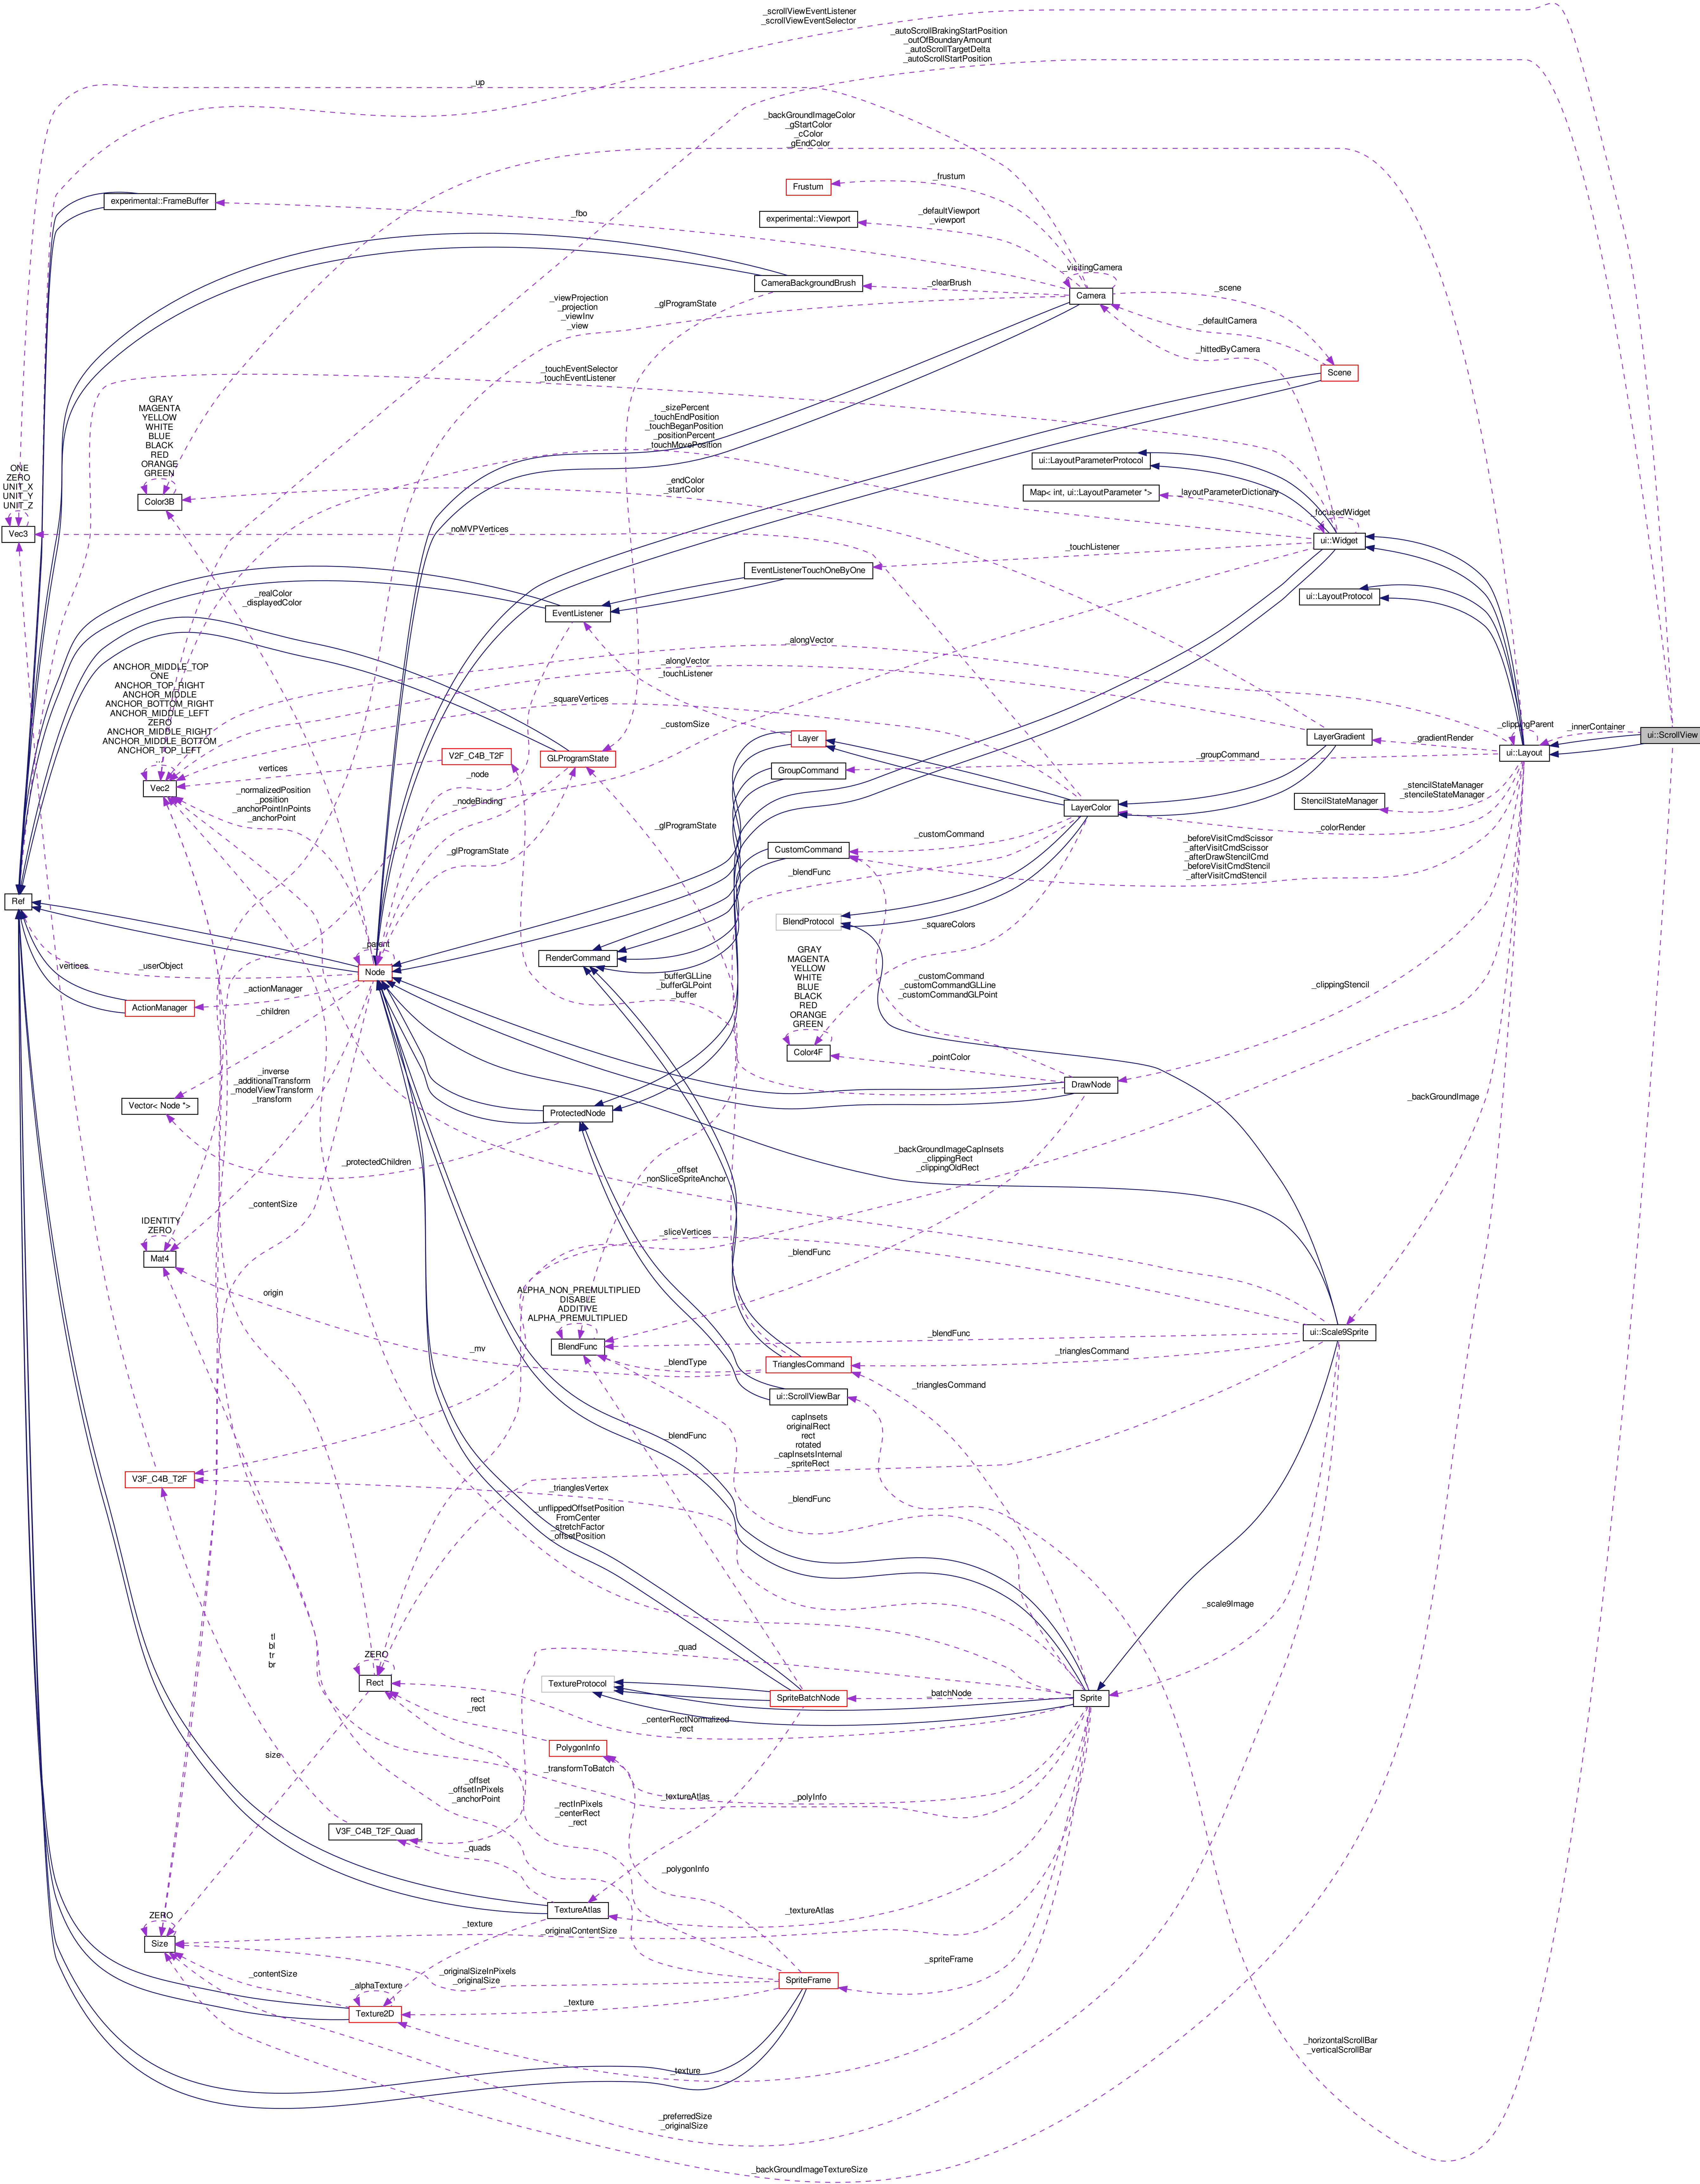 _scrollViewEventListener
_scrollViewEventSelector
_autoScrollBrakingStartPosition
_outOfBoundaryAmount
_autoScrollTargetDelta
_autoScrollStartPosition
_up
_backGroundImageColor
_gStartColor
_cColor
_gEndColor
_frustum
Frustum
experimental::FrameBuffer
_fbo
experimental::Viewport
_defaultViewport
_viewport
_visitingCamera
CameraBackgroundBrush
_clearBrush
Camera
_scene
_viewProjection
_projection
_viewInv
_view
_glProgramState
_defaultCamera
_hittedByCamera
Scene
_touchEventSelector
_touchEventListener
GRAY
MAGENTA
YELLOW
WHITE
BLUE
BLACK
RED
ORANGE
GREEN
Color3B
_sizePercent
_touchEndPosition
_touchBeganPosition
_positionPercent
_touchMovePosition
ui::LayoutParameterProtocol
ONE
ZERO
UNIT_X
UNIT_Y
UNIT_Z
Vec3
_endColor
_startColor
Map< int, ui::LayoutParameter *>
_layoutParameterDictionary
_focusedWidget
_noMVPVertices
ui::Widget
_touchListener
EventListenerTouchOneByOne
_realColor
_displayedColor
EventListener
ui::LayoutProtocol
_alongVector
_alongVector
_touchListener
ANCHOR_MIDDLE_TOP
ONE
ANCHOR_TOP_RIGHT
ANCHOR_MIDDLE
ANCHOR_BOTTOM_RIGHT
ANCHOR_MIDDLE_LEFT
ZERO
ANCHOR_MIDDLE_RIGHT
ANCHOR_MIDDLE_BOTTOM
ANCHOR_TOP_LEFT
Vec2
_squareVertices
_customSize
Layer
LayerGradient
_gradientRender
_clippingParent
_innerContainer
ui::ScrollView
ui::Layout
V2F_C4B_T2F
vertices
GLProgramState
_groupCommand
GroupCommand
_node
_normalizedPosition
_position
_anchorPointInPoints
_anchorPoint
_nodeBinding
LayerColor
StencilStateManager
_stencilStateManager
_stencileStateManager
_colorRender
_glProgramState
_customCommand
CustomCommand
_glProgramState
_beforeVisitCmdScissor
_afterVisitCmdScissor
_afterDrawStencilCmd
_beforeVisitCmdStencil
_afterVisitCmdStencil
_blendFunc
Ref
BlendProtocol
_squareColors
_parent
vertices
_userObject
Node
RenderCommand
GRAY
MAGENTA
YELLOW
WHITE
BLUE
BLACK
RED
ORANGE
GREEN
Color4F
_bufferGLLine
_bufferGLPoint
_buffer
_customCommand
_customCommandGLLine
_customCommandGLPoint
_clippingStencil
ActionManager
_actionManager
_children
_pointColor
DrawNode
_inverse
_additionalTransform
_modelViewTransform
_transform
Vector< Node *>
ProtectedNode
_backGroundImage
_protectedChildren
_backGroundImageCapInsets
_clippingRect
_clippingOldRect
_offset
_nonSliceSpriteAnchor
_contentSize
IDENTITY
ZERO
Mat4
_sliceVertices
_blendFunc
origin
ALPHA_NON_PREMULTIPLIED
DISABLE
ADDITIVE
ALPHA_PREMULTIPLIED
BlendFunc
_blendFunc
ui::Scale9Sprite
_mv
_blendType
TrianglesCommand
_trianglesCommand
_trianglesCommand
ui::ScrollViewBar
capInsets
originalRect
rect
rotated
_capInsetsInternal
_spriteRect
_blendFunc
V3F_C4B_T2F
_trianglesVertex
_blendFunc
_unflippedOffsetPosition
FromCenter
_stretchFactor
_offsetPosition
_scale9Image
tl
bl
tr
br
ZERO
Rect
_quad
TextureProtocol
SpriteBatchNode
_batchNode
Sprite
rect
_rect
_centerRectNormalized
_rect
PolygonInfo
size
_transformToBatch
_offset
_offsetInPixels
_anchorPoint
_rectInPixels
_centerRect
_rect
_textureAtlas
_polyInfo
V3F_C4B_T2F_Quad
_quads
_polygonInfo
TextureAtlas
_textureAtlas
ZERO
Size
_texture
_originalContentSize
_contentSize
_originalSizeInPixels
_originalSize
_alphaTexture
Texture2D
_texture
SpriteFrame
_spriteFrame
_texture
_horizontalScrollBar
_verticalScrollBar
_preferredSize
_originalSize
_backGroundImageTextureSize